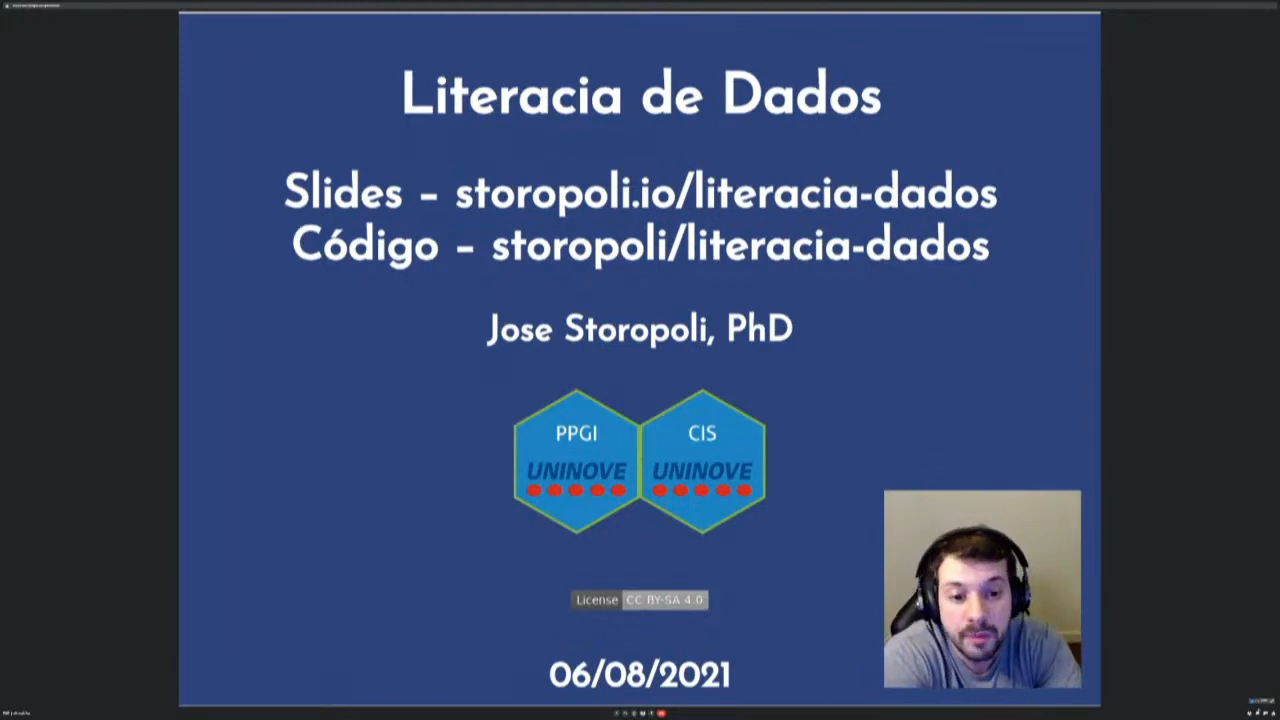 Literacia de Dados
Slides – storopoli.io/literacia-dados
Código – storopoli/literacia-dados
Jose Storopoli, PhD
PPGI
CIS
UNINOVE
UNINOVE
License CC BY-SA 4.0
06/08/2021